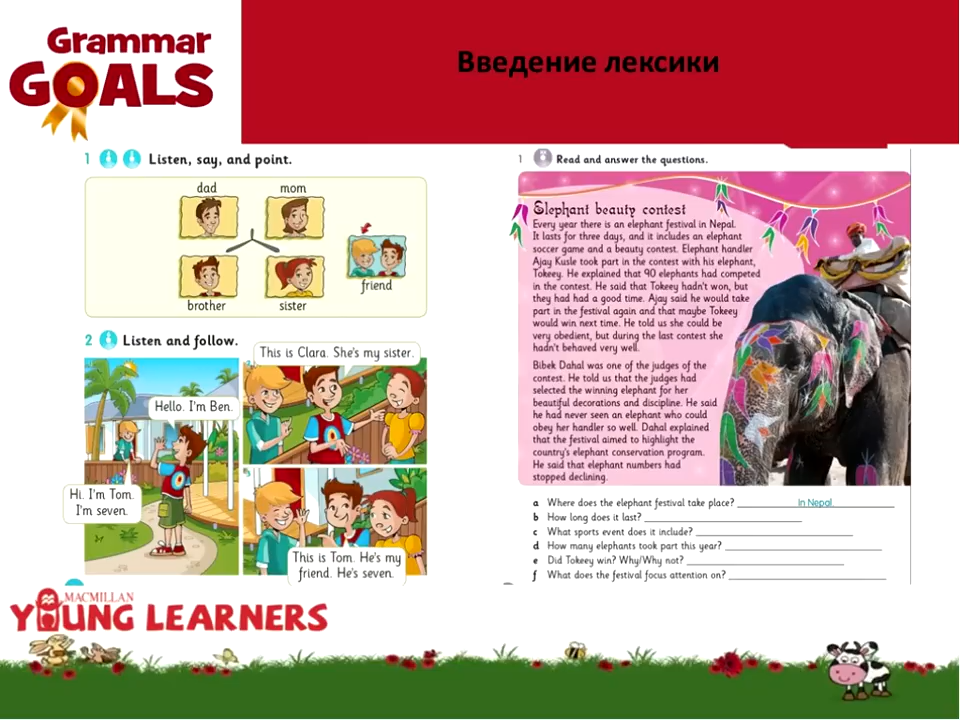 Grammar
GOALS
Введение лексики
1 Listen, say, and point.
dad
mom
brother
sister
friend
2 Listen and follow.
Hello. I'm Ben.
Hi. I'm Tom.
I'm seven.
This is Clara. She's my sister.
This is Tom. He's my
friend. He's seven.
1 Read and answer the questions.
Elephant beauty contest
Every year there is an elephant festival in Nepal.
It lasts for three days, and it includes an elephant
soccer game and a beauty contest. Elephant handler
Ajay Kusle took part in the contest with his elephant,
Tokeey. He explained that 90 elephants had competed
in the contest. He said that Tokeey hadn't won, but
they had had a good time. Ajay said he would take
part in the festival again and that maybe Tokeey
would win next time. He told us she could be
very obedient, but during the last contest she
hadn't behaved very well.
Bibek Dahal was one of the judges of the
contest. He told us that the judges had
selected the winning elephant for her
beautiful decorations and discipline. He said
he had never seen an elephant who could
obey her handler so well. Dahal explained
that the festival aimed to highlight the
country's elephant conservation program.
He said that elephant numbers had
stopped declining.
a Where does the elephant festival take place? In Nepal.
b How long does it last?
c What sports event does it include?
d How many elephants took part this year?
e Did Tokeey win? Why/Why not?
f What does the festival focus attention on?
MACMILLAN
YOUNG LEARNERS